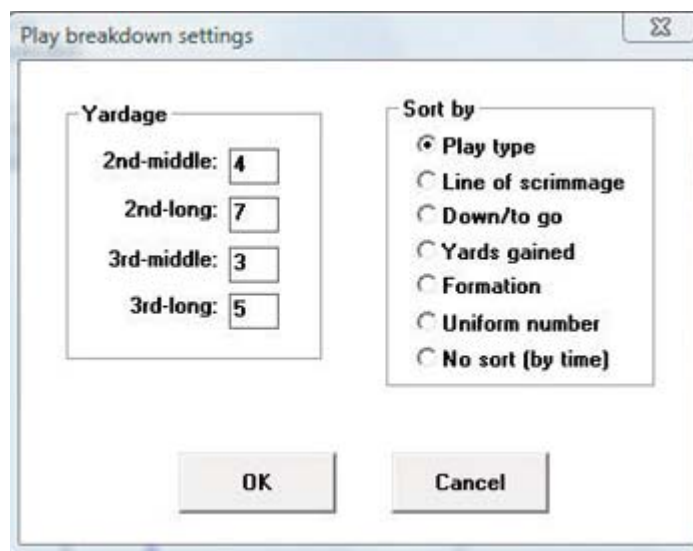 Play breakdown settings
Yardage
2nd-middle: 4
2nd-long: 7
3rd-middle: 3
3rd-long: 5
Sort by
Play type
Line of scrimmage
Down/to go
Yards gained
Formation
Uniform number
No sort (by time)
OK
Cancel